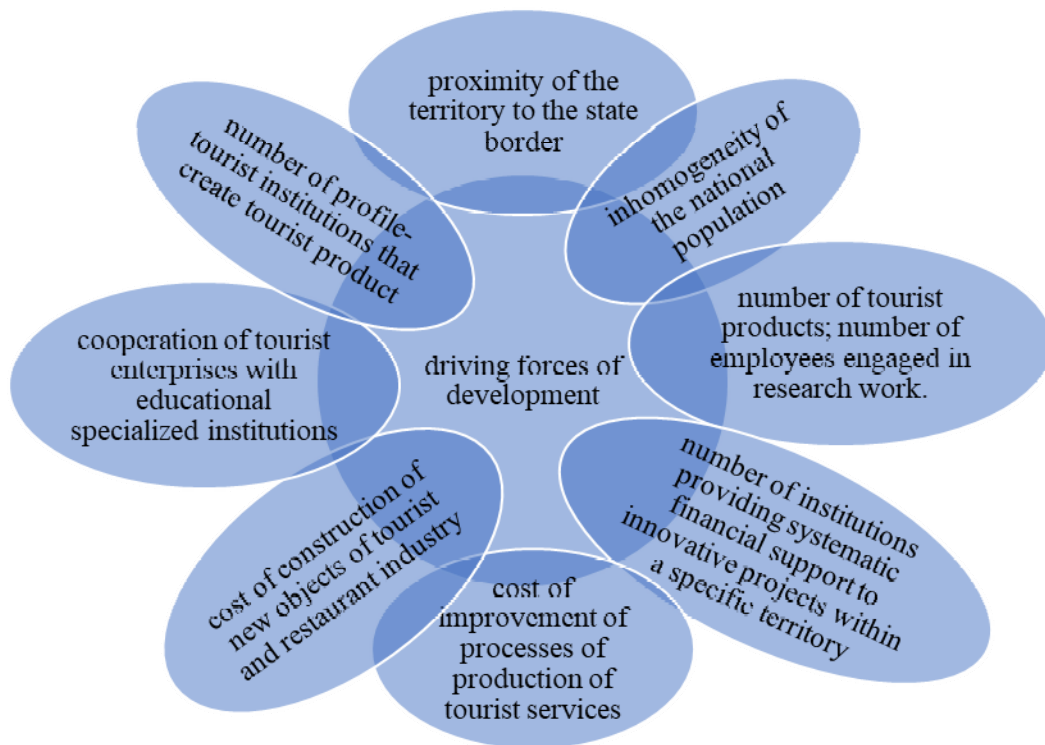 proximity of the
territory to the state
border
inhomogeneity of
the national
population
number of tourist
products; number of
employees engaged in
research work.
number of institutions
providing systematic
financial support to
innovative projects within
a specific territory
cost of
improvement of
processes of
production of
tourist services
cost of construction of
new objects of tourist
and restaurant industry
cooperation of tourist
enterprises with
educational
specialized institutions
number of profile-
tourist institutions that
create tourist product
driving forces of
development